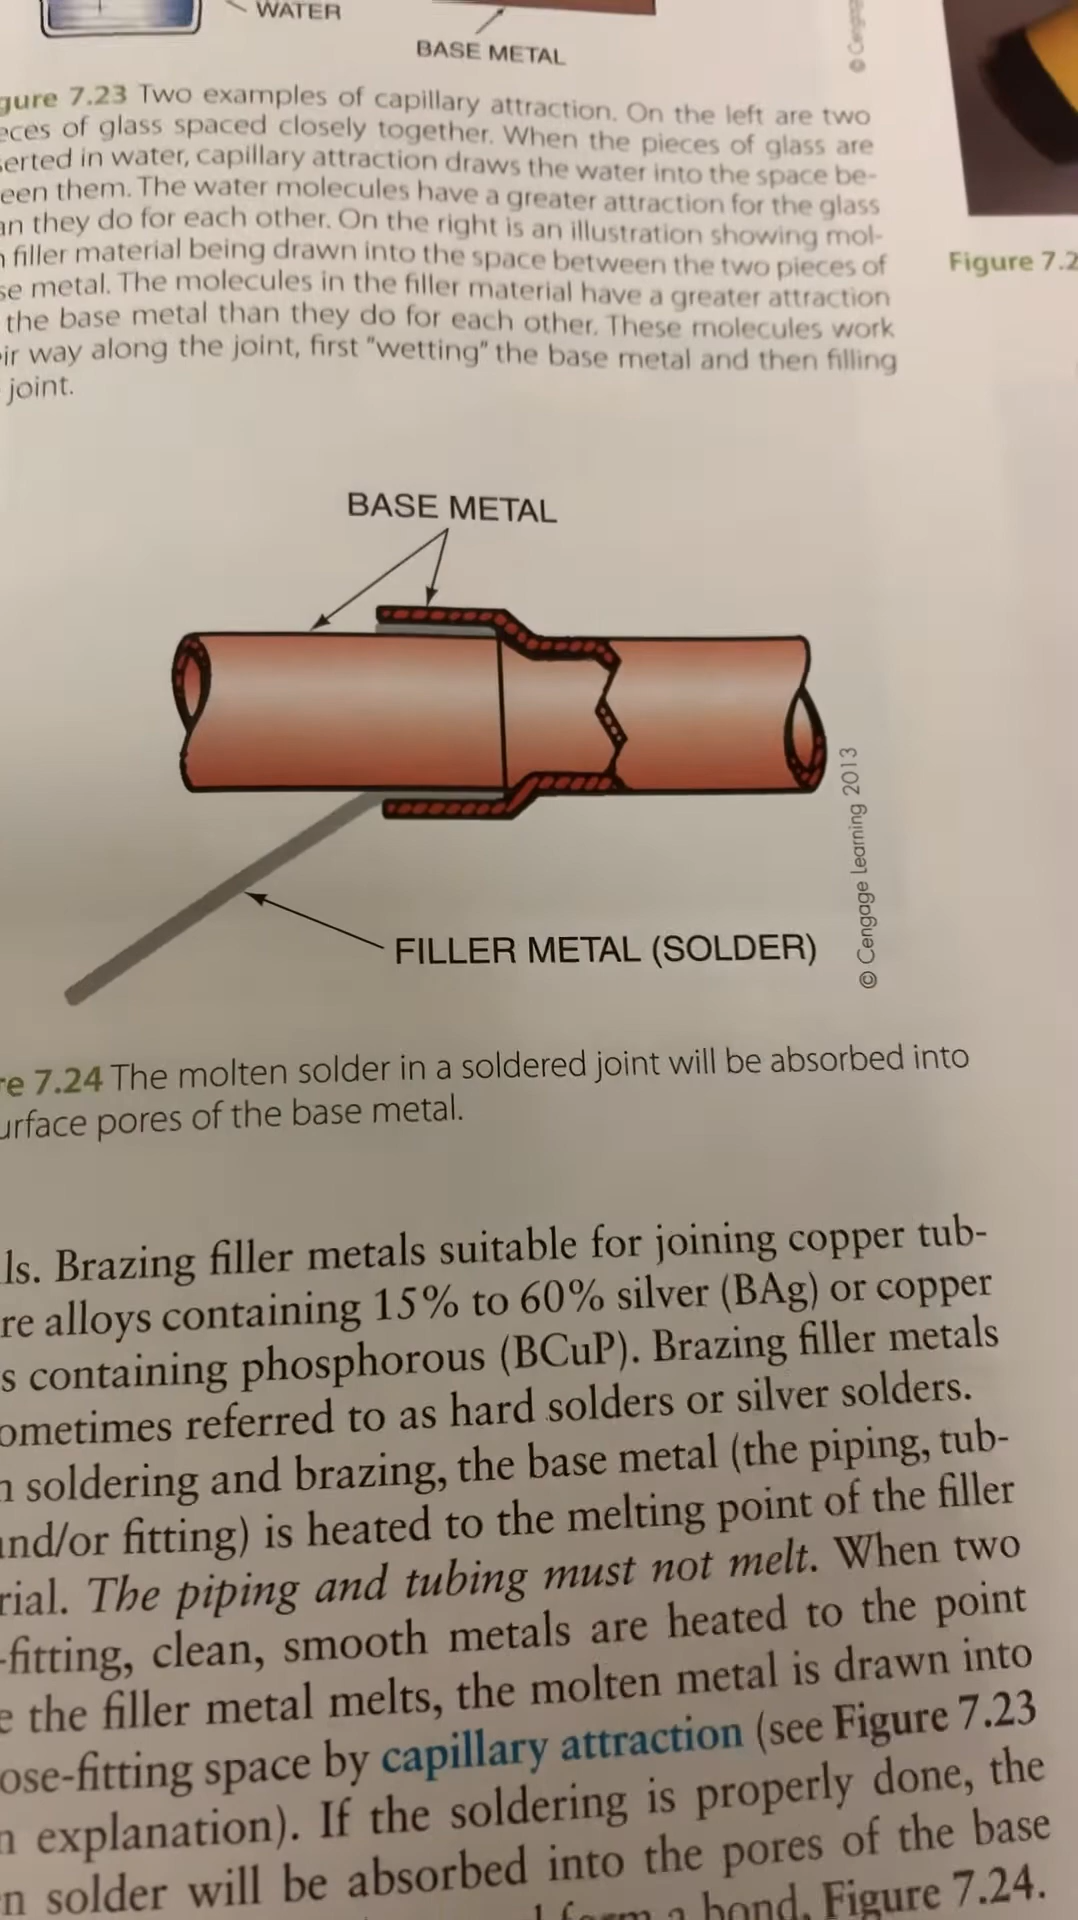 WATER
BASE METAL
© Cengag
gure 7.23 Two examples of capillary attraction. On the left are two
eces of glass spaced closely together. When the pieces of glass are
serted in water, capillary attraction draws the water into the space be-
een them. The water molecules have a greater attraction for the glass
an they do for each other. On the right is an illustration showing mol-
n filler material being drawn into the space between the two pieces of
se metal. The molecules in the filler material have a greater attraction
the base metal than they do for each other. These molecules work
eir way along the joint, first "wetting" the base metal and then filling
joint.
Figure 7.2
BASE METAL
FILLER METAL (SOLDER)
© Cengage Learning 2013
re 7.24 The molten solder in a soldered joint will be absorbed into
urface pores of the base metal.
ls. Brazing filler metals suitable for joining copper tub-
re alloys containing 15% to 60% silver (BAg) or copper
s containing phosphorous (BCuP). Brazing filler metals
ometimes referred to as hard solders or silver solders.
n soldering and brazing, the base metal (the piping, tub-
and/or fitting) is heated to the melting point of the filler
rial. The piping and tubing must not melt. When two
-fitting, clean, smooth metals are heated to the point
e the filler metal melts, the molten metal is drawn into
ose-fitting space by capillary attraction (see Figure 7.23
n explanation). If the soldering is properly done, the
n solder will be absorbed into the pores of the base
form a bond, Figure 7.24.